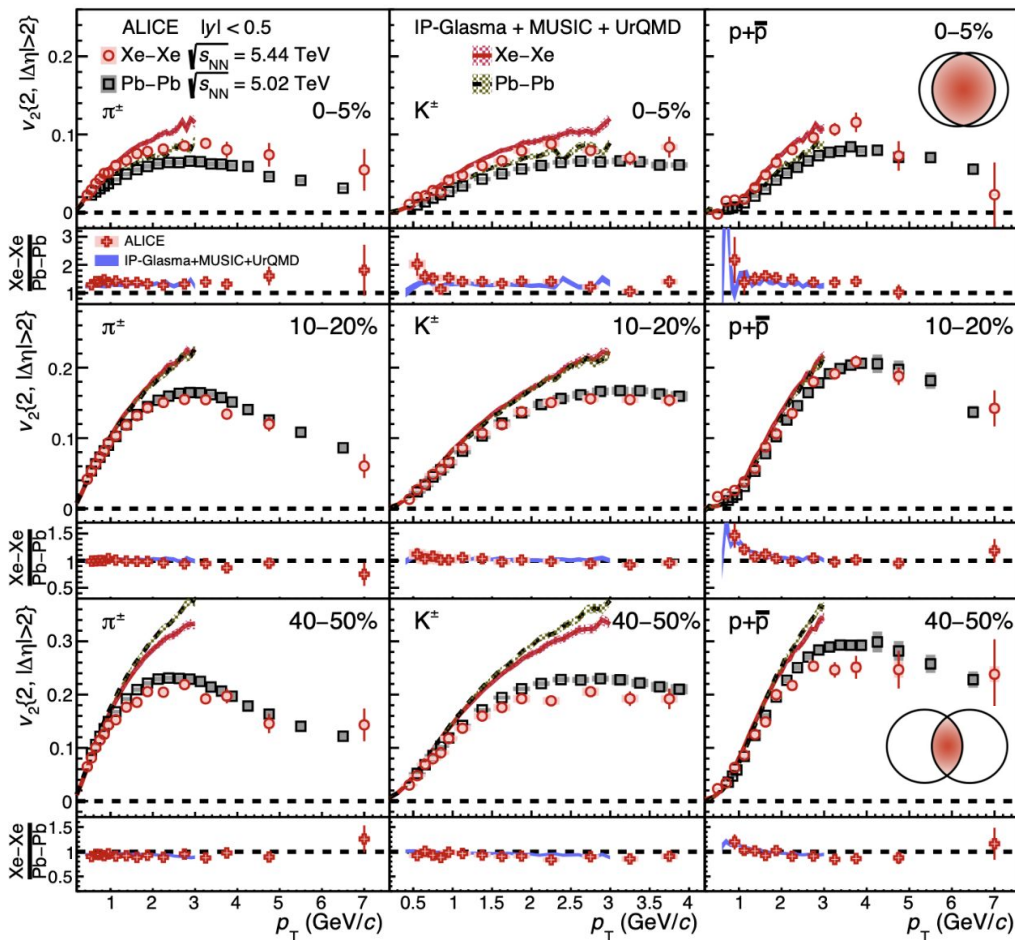 ALICE |y| < 0.5
Xe−Xe √sNN = 5.44 TeV
Pb−Pb √sNN = 5.02 TeV
π± 0−5%
IP-Glasma + MUSIC + UrQMD
Xe−Xe
Pb−Pb
K± 0−5%
p+p̄ 0−5%
v2{2, |Δη|>2}
0.2
0.1
0
Xe−Xe
Pb−Pb
3
2
1
ALICE
IP-Glasma+MUSIC+UrQMD
π± 10−20%
K± 10−20%
p+p̄ 10−20%
v2{2, |Δη|>2}
0.2
0.1
0
Xe−Xe
Pb−Pb
1.5
1
0.5
π± 40−50%
K± 40−50%
p+p̄ 40−50%
v2{2, |Δη|>2}
0.3
0.2
0.1
0
Xe−Xe
Pb−Pb
1.5
1
0.5
1 2 3 4 5 6 7
0.5 1 1.5 2 2.5 3 3.5 4
1 2 3 4 5 6 7
pT (GeV/c)
pT (GeV/c)
pT (GeV/c)